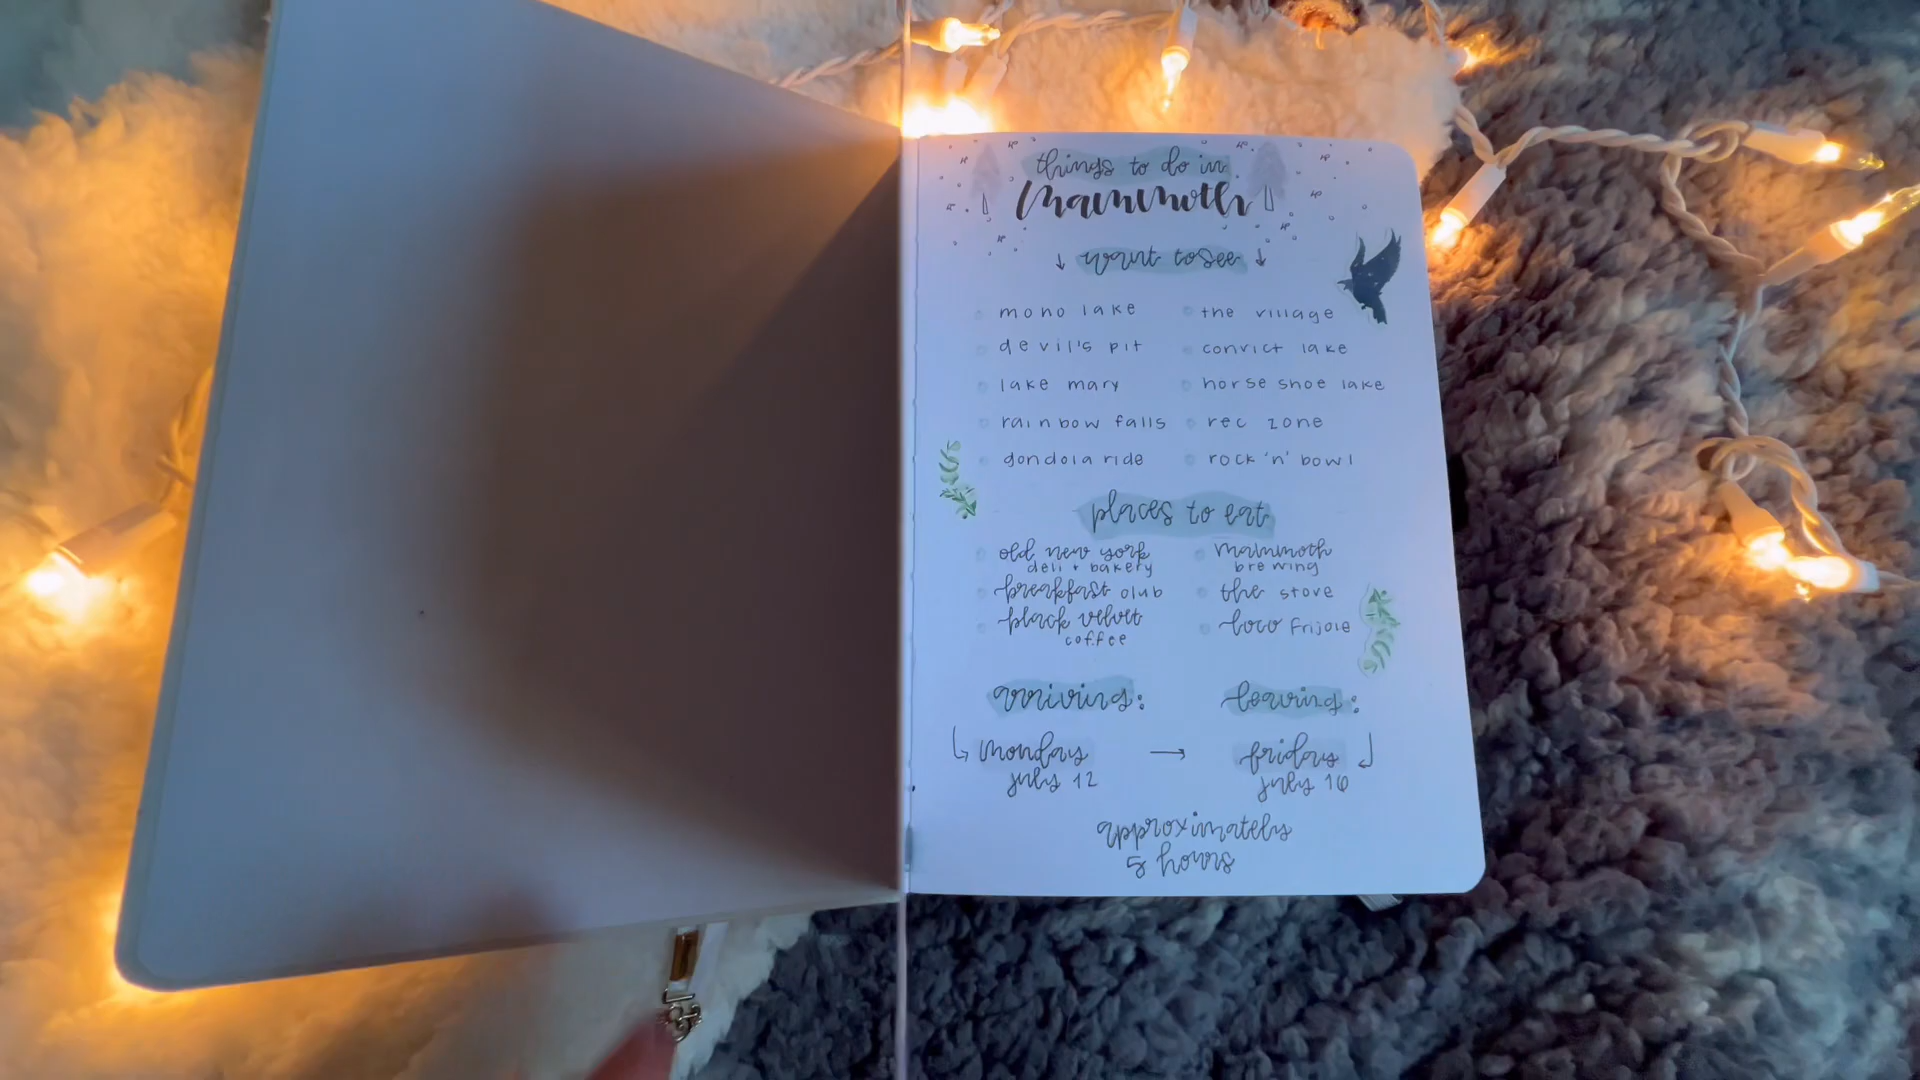 things to do in
mammoth
↓ want to see ↓
mono lake
devil's pit
lake mary
rainbow falls
gondola ride
the village
convict lake
horse shoe lake
rec zone
rock 'n' bowl
places to eat
old new york
deli + bakery
breakfast club
black velvet
coffee
mammoth
brewing
the stove
loco frijole
arriving:
monday
july 12
→
leaving:
friday
july 16
approximately
5 hours